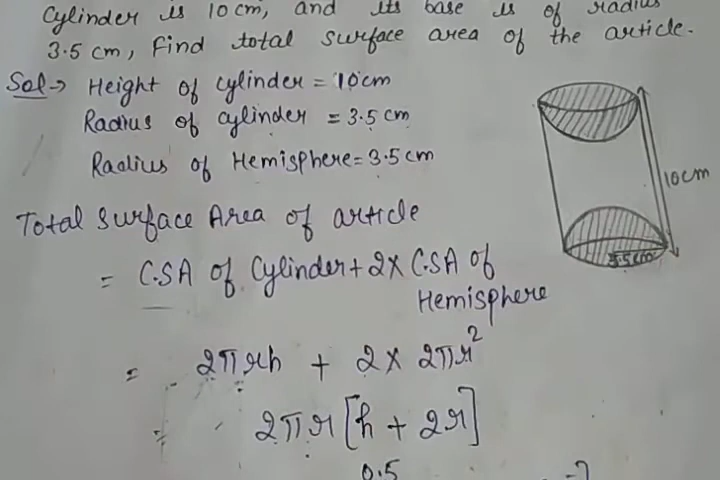 Cylinder is 10 cm, and its base is of radius
3.5 cm, Find total surface area of the article.
Sol→ Height of cylinder = 10cm
Radius of cylinder = 3.5 cm
Radius of Hemisphere = 3.5 cm
10cm
3.5cm
Total Surface Area of article
= C.SA of Cylinder + 2 × C.SA of
Hemisphere
= 2πrh + 2 × 2πr²
= 2πr [h + 2r]
0.5